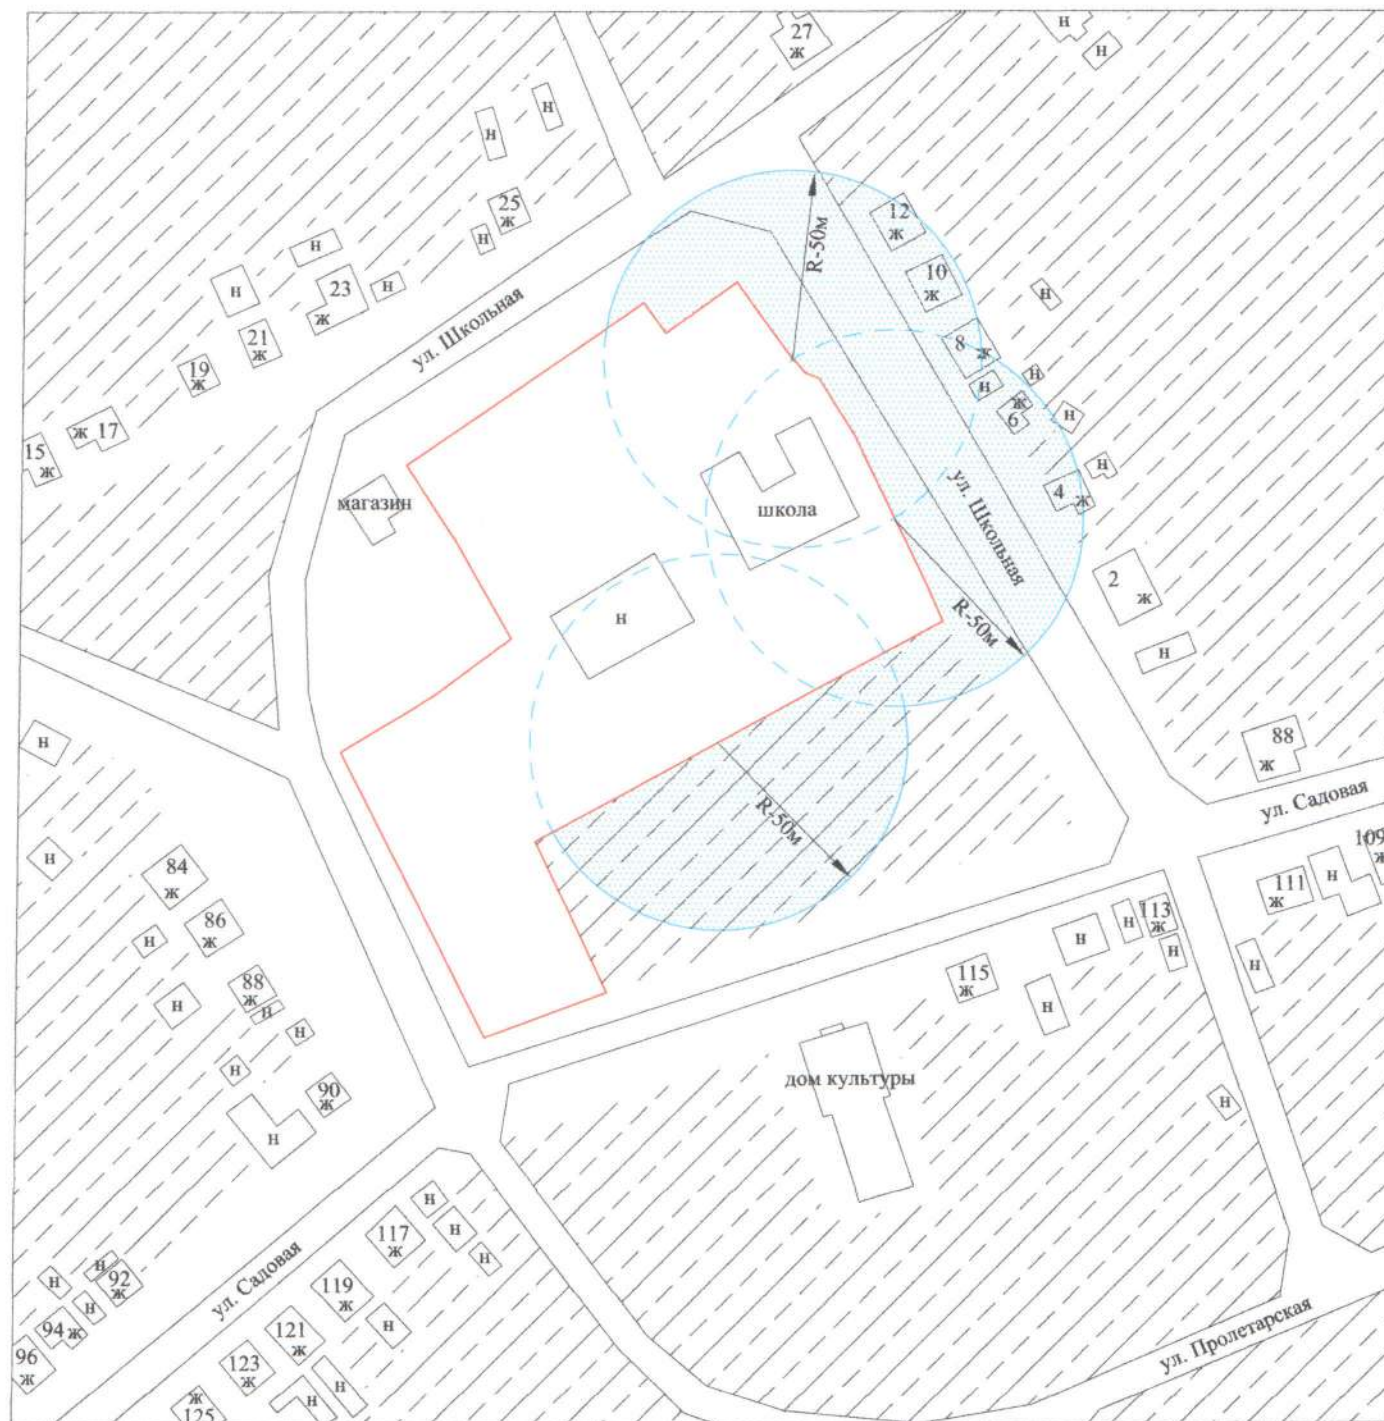 27
ж
н
н
н
н
25
ж
н
12
ж
R-50м
н
н
23
ж
н
10
ж
н
21
ж
ул. Школьная
8
ж
19
ж
н
н
ж
6
н
15
ж
ж 17
4
ж
н
магазин
школа
ул. Школьная
2
ж
н
R-50м
н
н
88
ж
ул. Садовая
R-50м
н
84
ж
109
ж
н
111
ж
86
ж
н
113
ж
н
н
н
н
115
ж
88
ж
н
н
н
н
н
дом культуры
90
ж
н
н
н
117
ж
н
н
ул. Садовая
н
н
92
ж
119
ж
н
94
ж
н
121
ж
ул. Пролетарская
96
ж
123
ж
н
н
ж
125